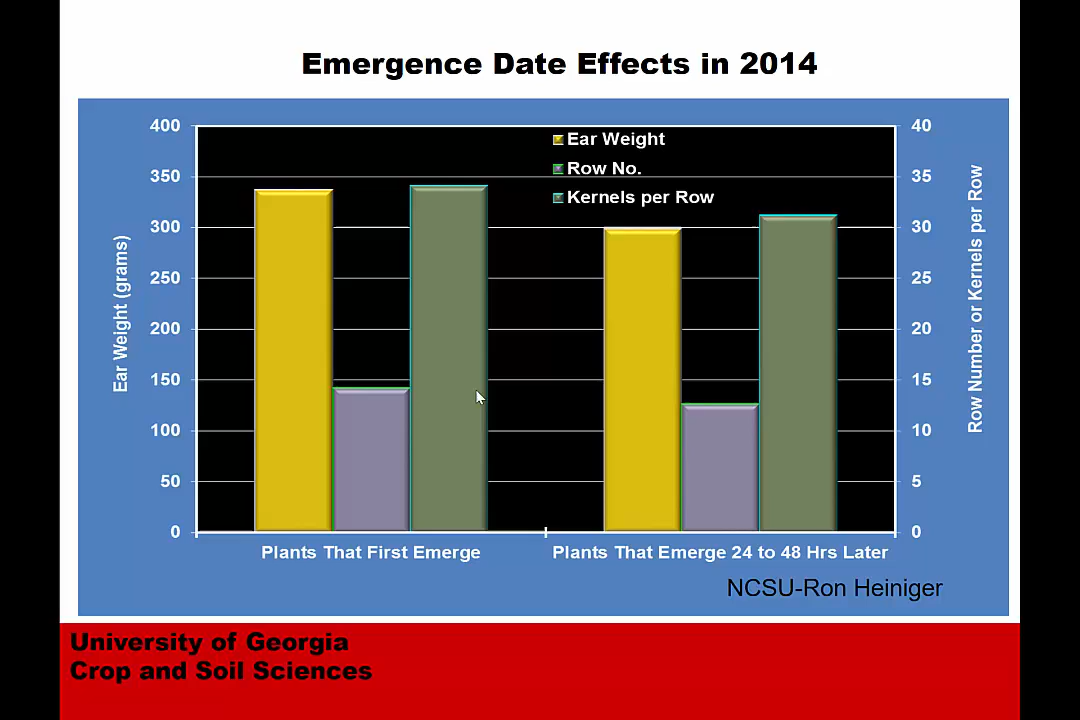 Emergence Date Effects in 2014
400
350
300
250
200
150
100
50
0
Ear Weight (grams)
Ear Weight
Row No.
Kernels per Row
40
35
30
25
20
15
10
5
0
Row Number or Kernels per Row
Plants That First Emerge
Plants That Emerge 24 to 48 Hrs Later
NCSU-Ron Heiniger
University of Georgia
Crop and Soil Sciences